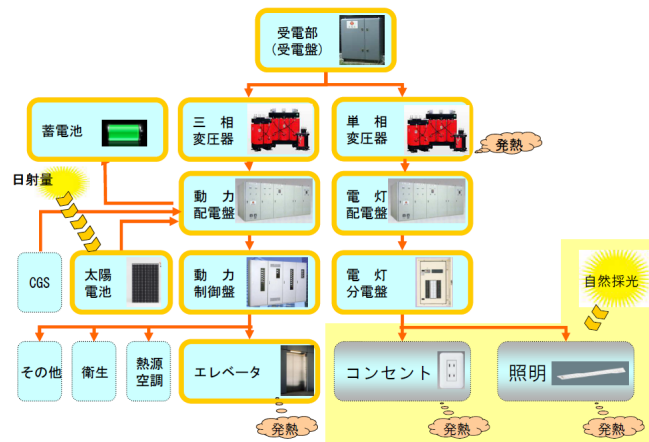 受電部
(受電盤)
蓄電池
三 相
変圧器
単 相
変圧器
発熱
日射量
動 力
配電盤
電 灯
配電盤
CGS
太陽
電池
動 力
制御盤
電 灯
分電盤
自然採光
その他
衛生
熱源
空調
エレベータ
コンセント
照明
発熱
発熱
発熱